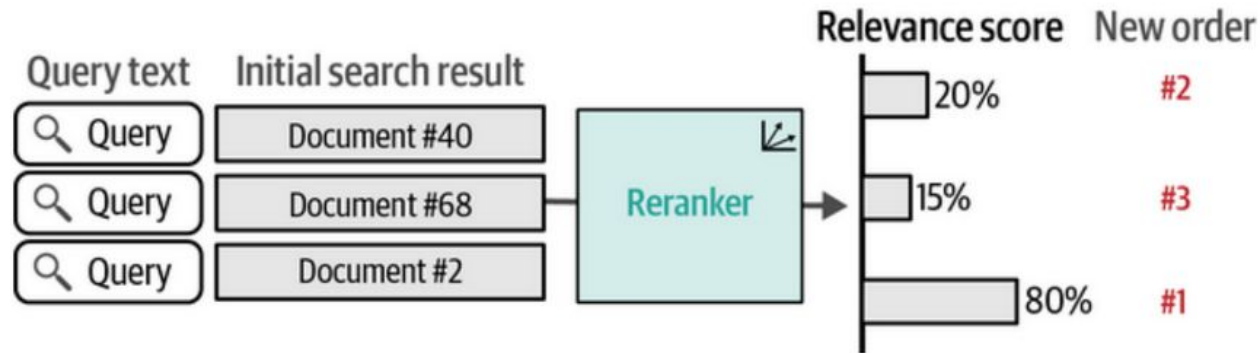 Relevance score New order
Query text Initial search result
Query Document #40 20% #2
Query Document #68 Reranker 15% #3
Query Document #2 80% #1